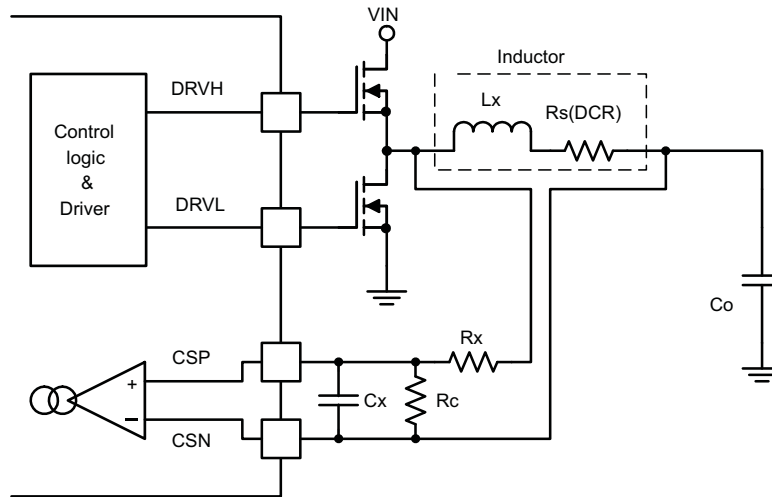 VIN
Inductor
DRVH
Lx
Rs(DCR)
Control
logic
&
Driver
DRVL
Co
Rx
CSP
+
Cx
Rc
−
CSN